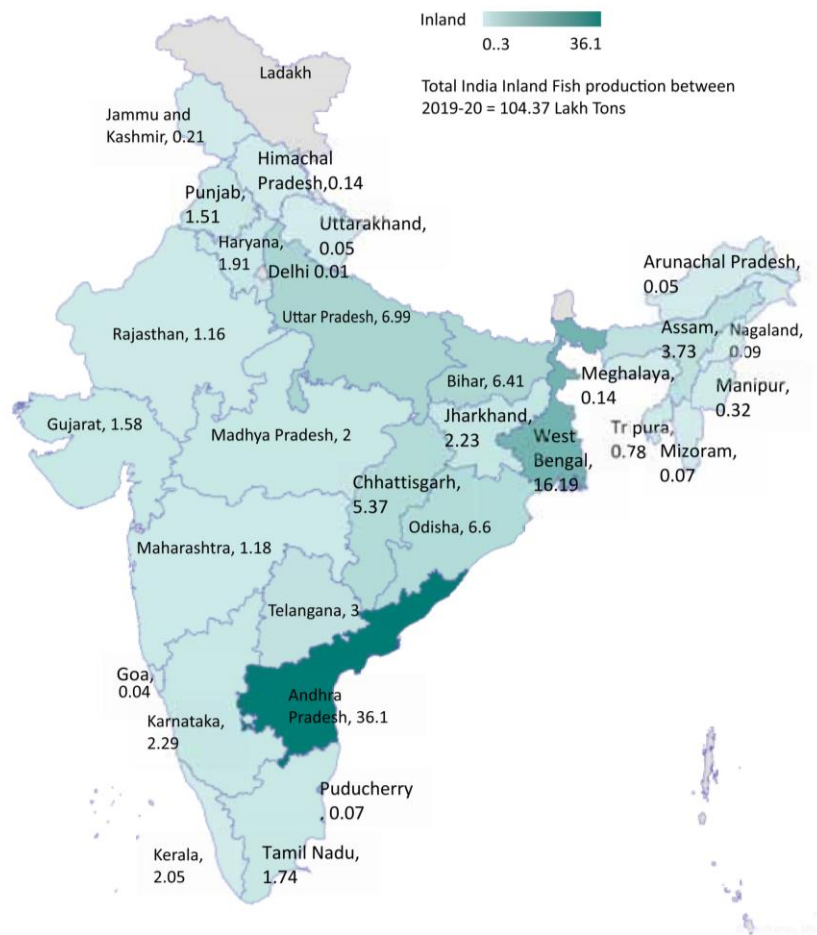 Inland
0..3 36.1
Total India Inland Fish production between
2019-20 = 104.37 Lakh Tons
Ladakh
Jammu and
Kashmir, 0.21
Himachal
Pradesh,0.14
Punjab,
1.51
Uttarakhand,
0.05
Haryana,
1.91
Delhi 0.01
Arunachal Pradesh,
0.05
Uttar Pradesh, 6.99
Rajasthan, 1.16
Assam,
3.73
Nagaland,
0.09
Bihar, 6.41
Meghalaya,
0.14
Manipur,
0.32
Gujarat, 1.58
Madhya Pradesh, 2
Jharkhand,
2.23
West
Bengal,
16.19
Tr pura,
0.78
Mizoram,
0.07
Chhattisgarh,
5.37
Odisha, 6.6
Maharashtra, 1.18
Telangana, 3
Goa,
0.04
Andhra
Pradesh, 36.1
Karnataka,
2.29
Puducherry
, 0.07
Kerala,
2.05
Tamil Nadu,
1.74